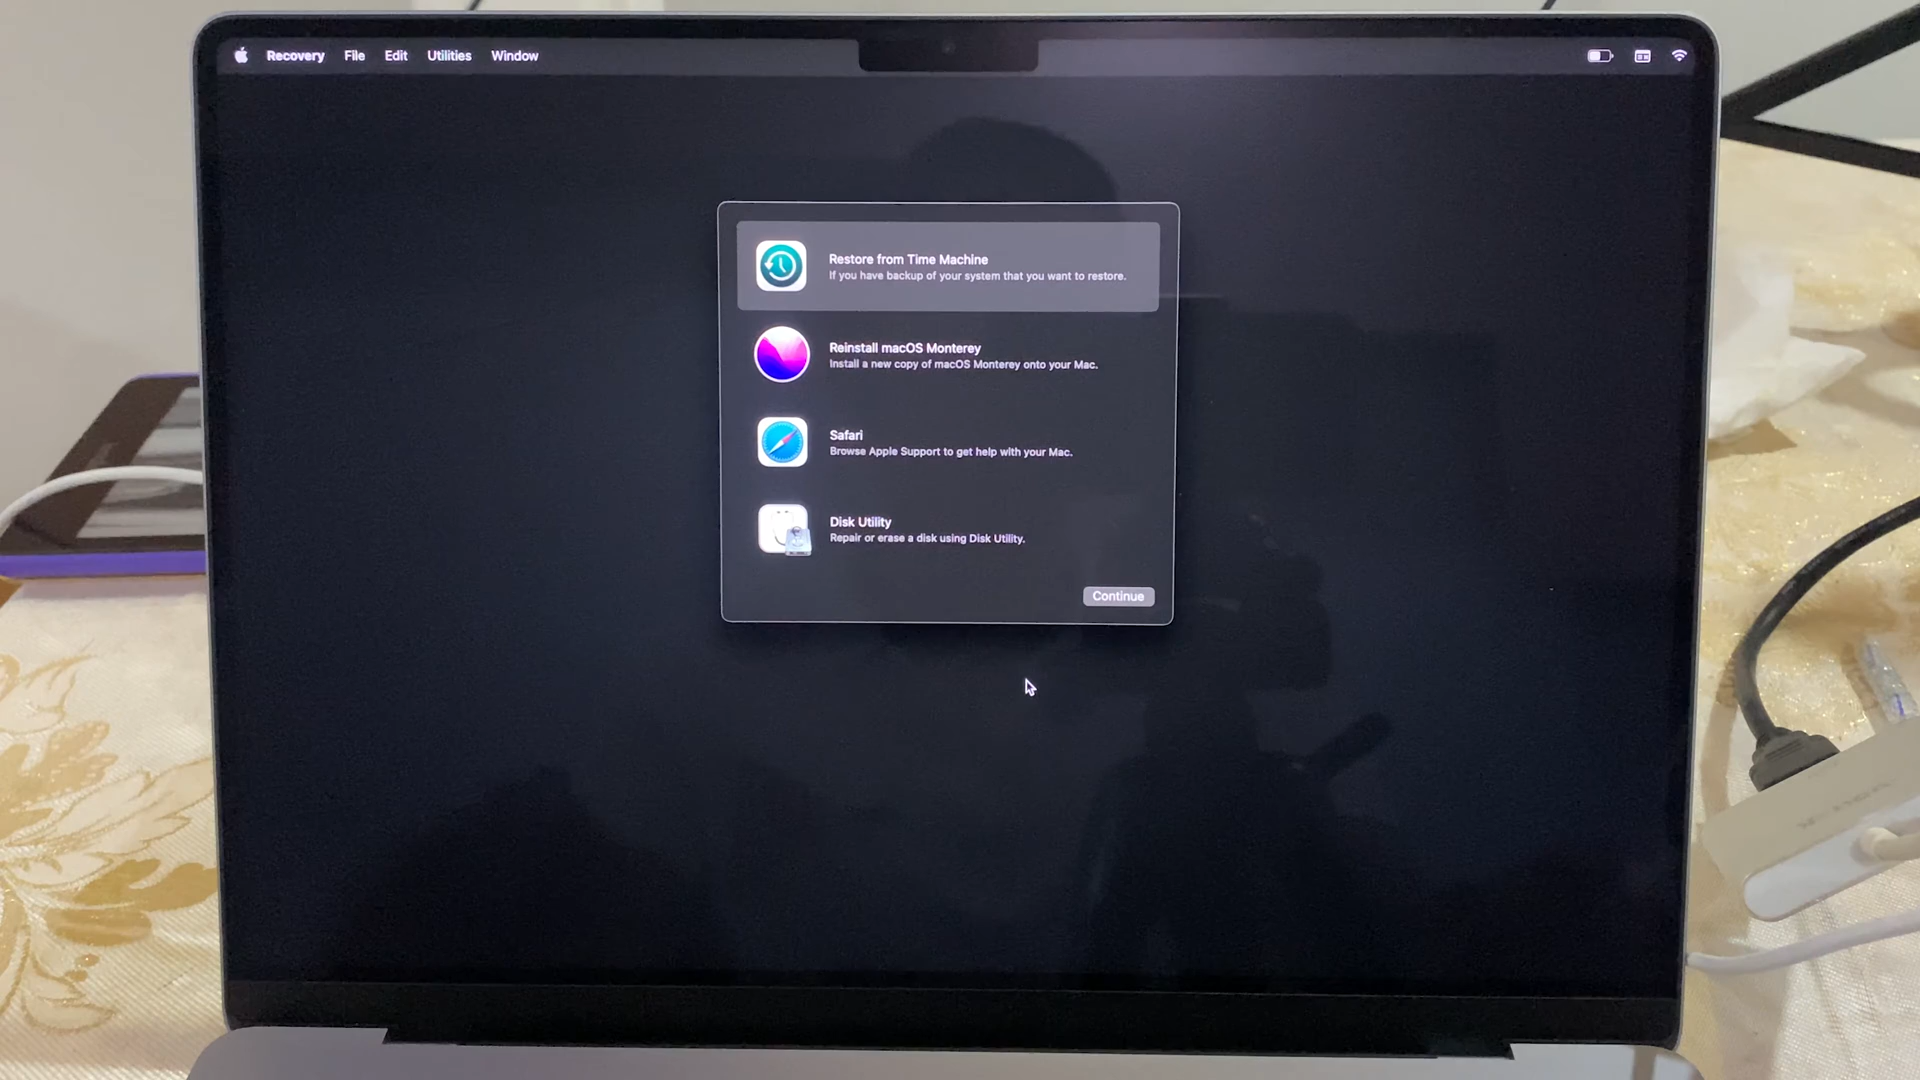 Recovery File Edit Utilities Window
Restore from Time Machine
If you have backup of your system that you want to restore.
Reinstall macOS Monterey
Install a new copy of macOS Monterey onto your Mac.
Safari
Browse Apple Support to get help with your Mac.
Disk Utility
Repair or erase a disk using Disk Utility.
Continue